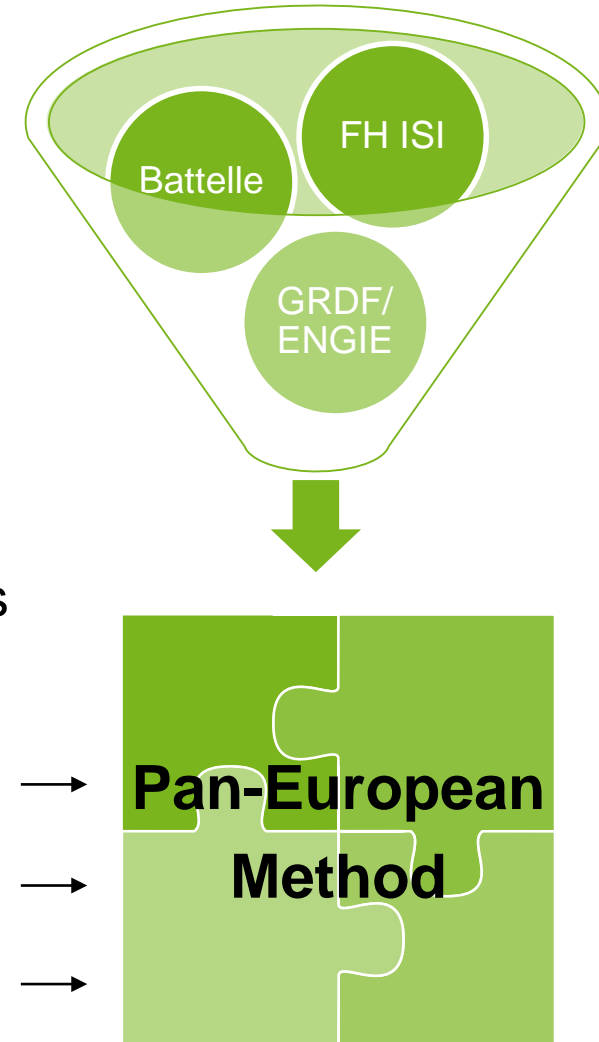 FH ISI
Battelle
GRDF/
ENGIE
s
Pan-European
Method